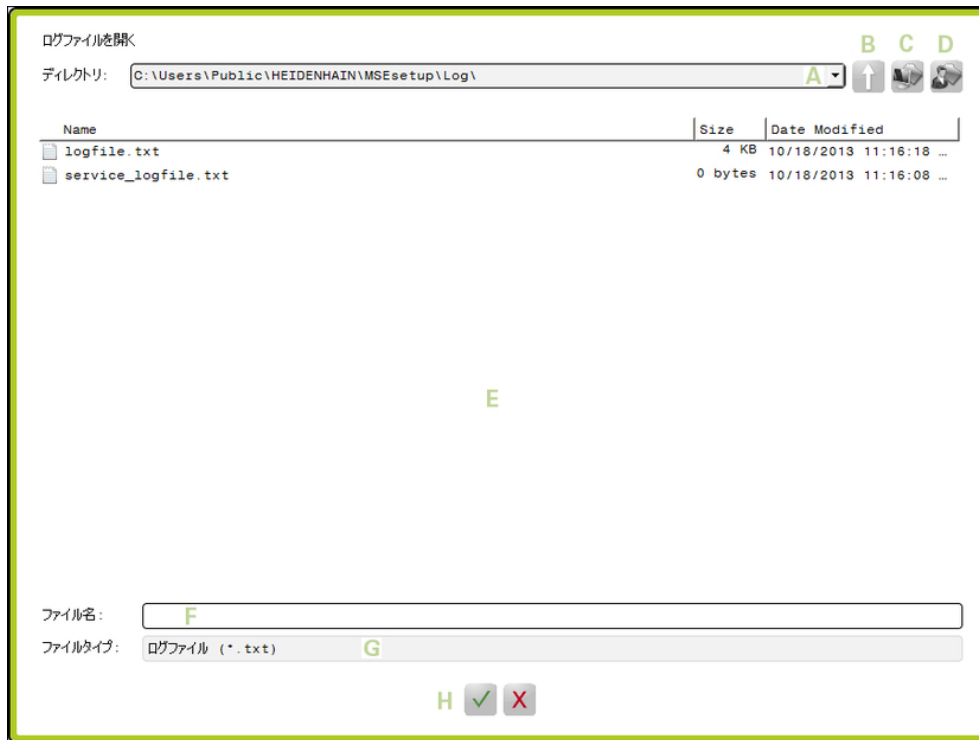 ログファイルを開く
B C D
ディレクトリ: C:\Users\Public\HEIDENHAIN\MSEsetup\Log\ A
Name Size Date Modified
logfile.txt 4 KB 10/18/2013 11:16:18 ...
service_logfile.txt 0 bytes 10/18/2013 11:16:08 ...
E
ファイル名: F
ファイルタイプ: ログファイル (*.txt) G
H